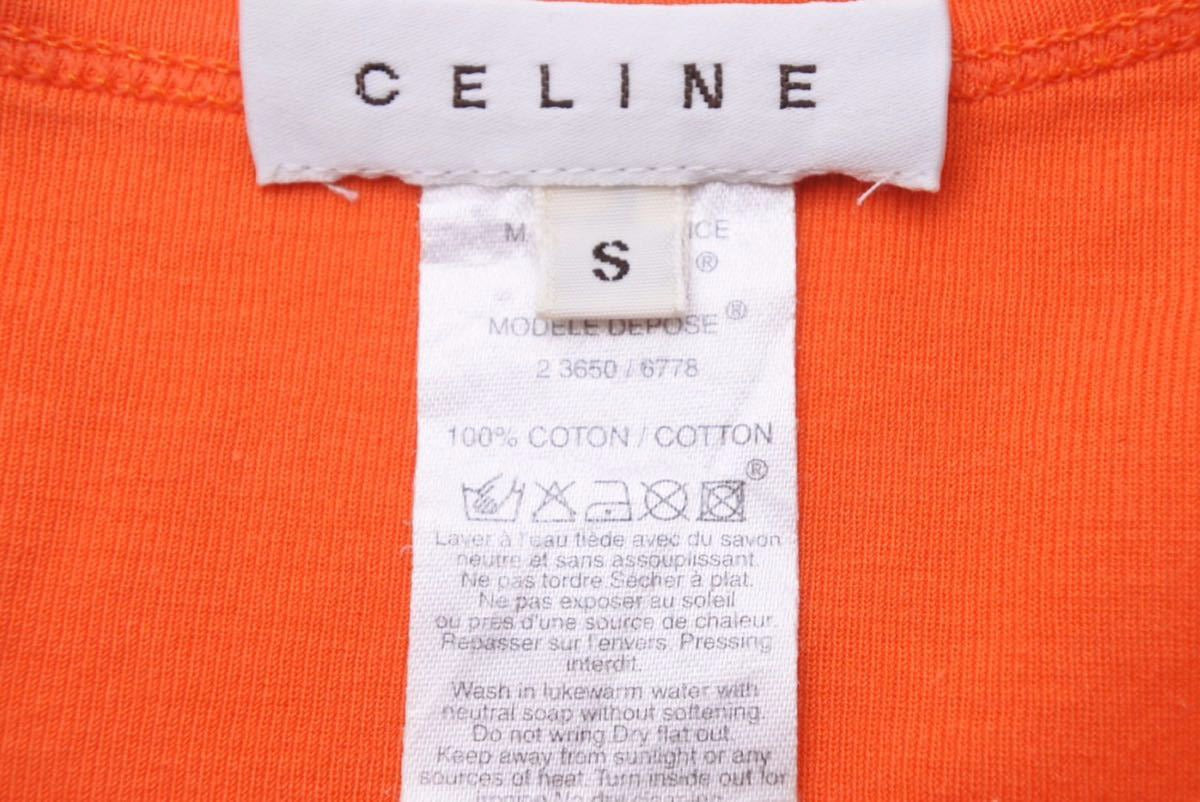 CELINE
S
®
MODELE DEPOSE ®
2 3650 / 6778
100% COTON / COTTON
®
Laver à l'eau tiède avec du savon
neutre et sans assouplissant.
Ne pas tordre Sécher à plat.
Ne pas exposer au soleil
ou près d'une source de chaleur.
Repasser sur l'envers. Pressing
interdit.
Wash in lukewarm water with
neutral soap without softening.
Do not wring Dry flat out.
Keep away from sunlight or any
sources of heat Turn inside out for